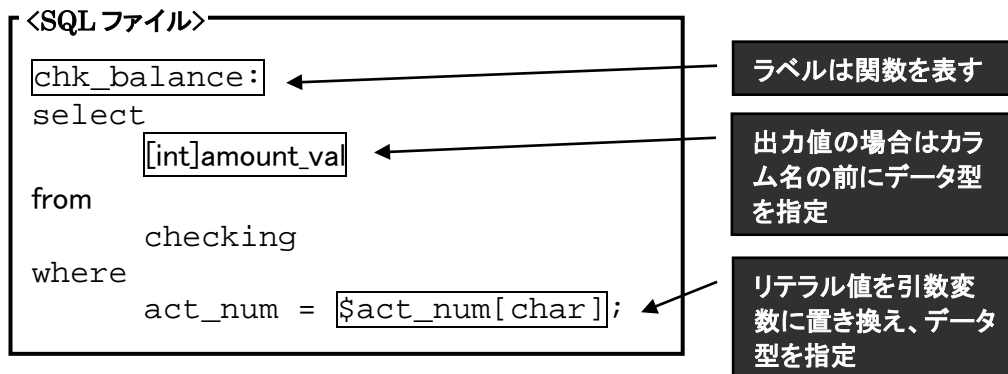 <SQL ファイル>
chk_balance:
select
[int]amount_val
from
checking
where
act_num = $act_num[char];
ラベルは関数を表す
出力値の場合はカラ
ム名の前にデータ型
を指定
リテラル値を引数変
数に置き換え、データ
型を指定